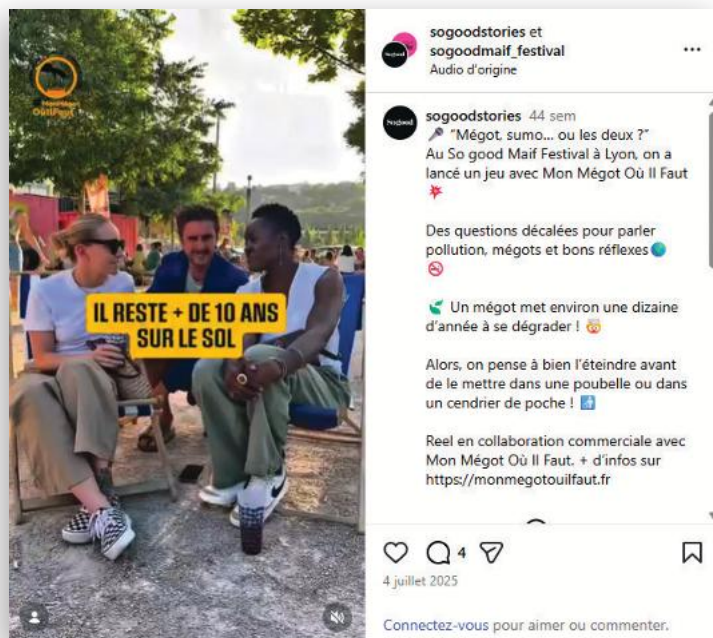 MonMégot
OùIlFaut
IL RESTE + DE 10 ANS
SUR LE SOL
Sogood
sogoodstories et
sogoodmaif_festival
Audio d'origine
Sogood
sogoodstories 44 sem
🎤 "Mégot, sumo... ou les deux ?"
Au So good Maif Festival à Lyon, on a
lancé un jeu avec Mon Mégot Où Il Faut
💥
Des questions décalées pour parler
pollution, mégots et bons réflexes🌍
🚭
🌿 Un mégot met environ une dizaine
d'année à se dégrader ! 🤯
Alors, on pense à bien l'éteindre avant
de le mettre dans une poubelle ou dans
un cendrier de poche ! 🚮
Reel en collaboration commerciale avec
Mon Mégot Où Il Faut. + d'infos sur
https://monmegotouilfaut.fr
4
4 juillet 2025
Connectez-vous pour aimer ou commenter.